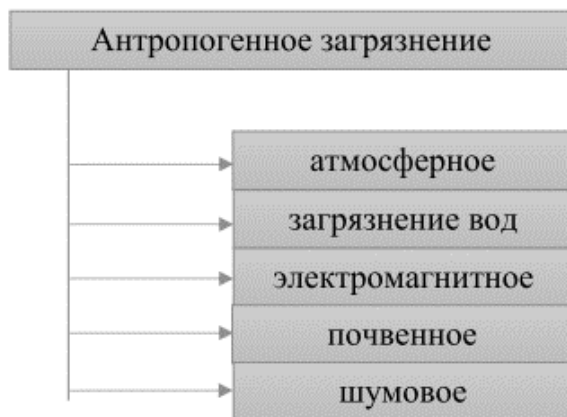 Антропогенное загрязнение
атмосферное
загрязнение вод
электромагнитное
почвенное
шумовое